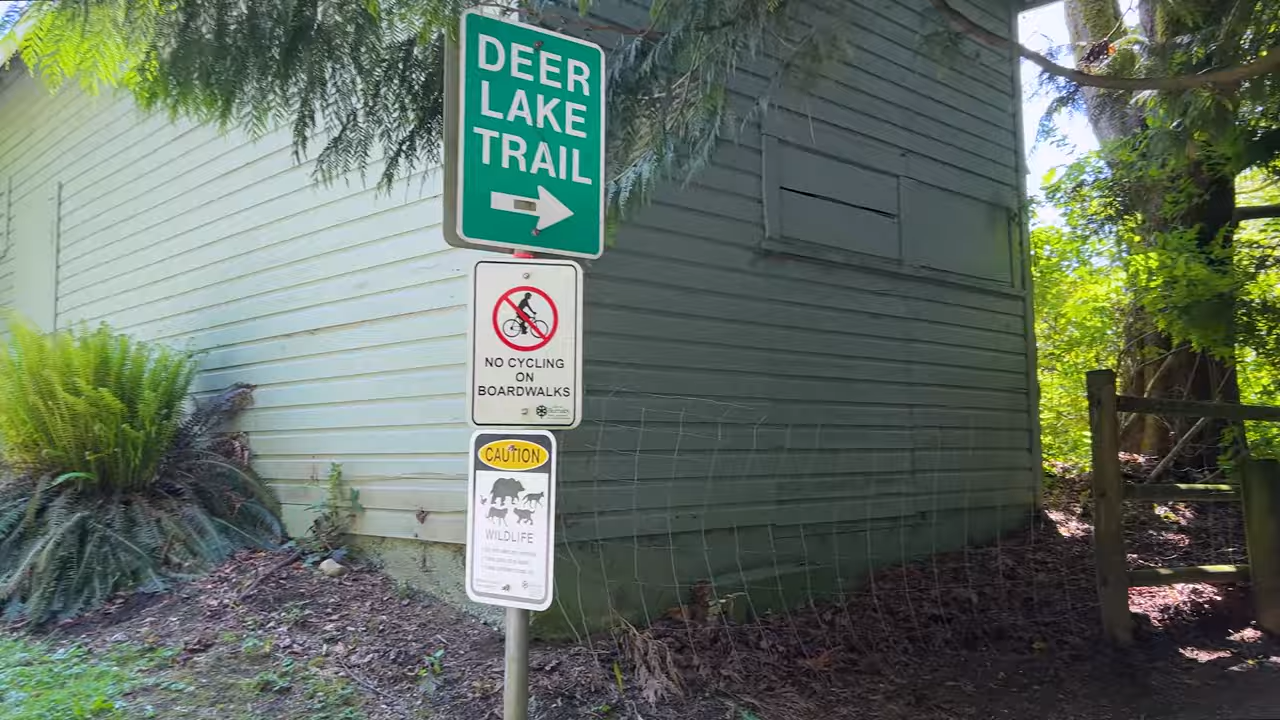 DEER
LAKE
TRAIL
NO CYCLING
ON
BOARDWALKS
CAUTION
WILDLIFE